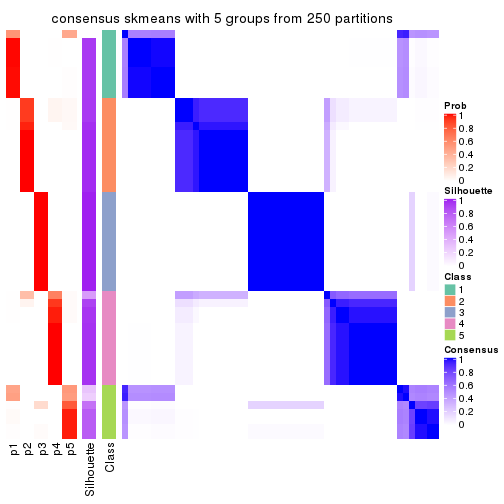 consensus skmeans with 5 groups from 250 partitions
Prob
1
0.8
0.6
0.4
0.2
0
Silhouette
1
0.8
0.6
0.4
0.2
0
Class
1
2
3
4
5
Consensus
1
0.8
0.6
0.4
0.2
0
p1
p2
p3
p4
p5
Silhouette
Class